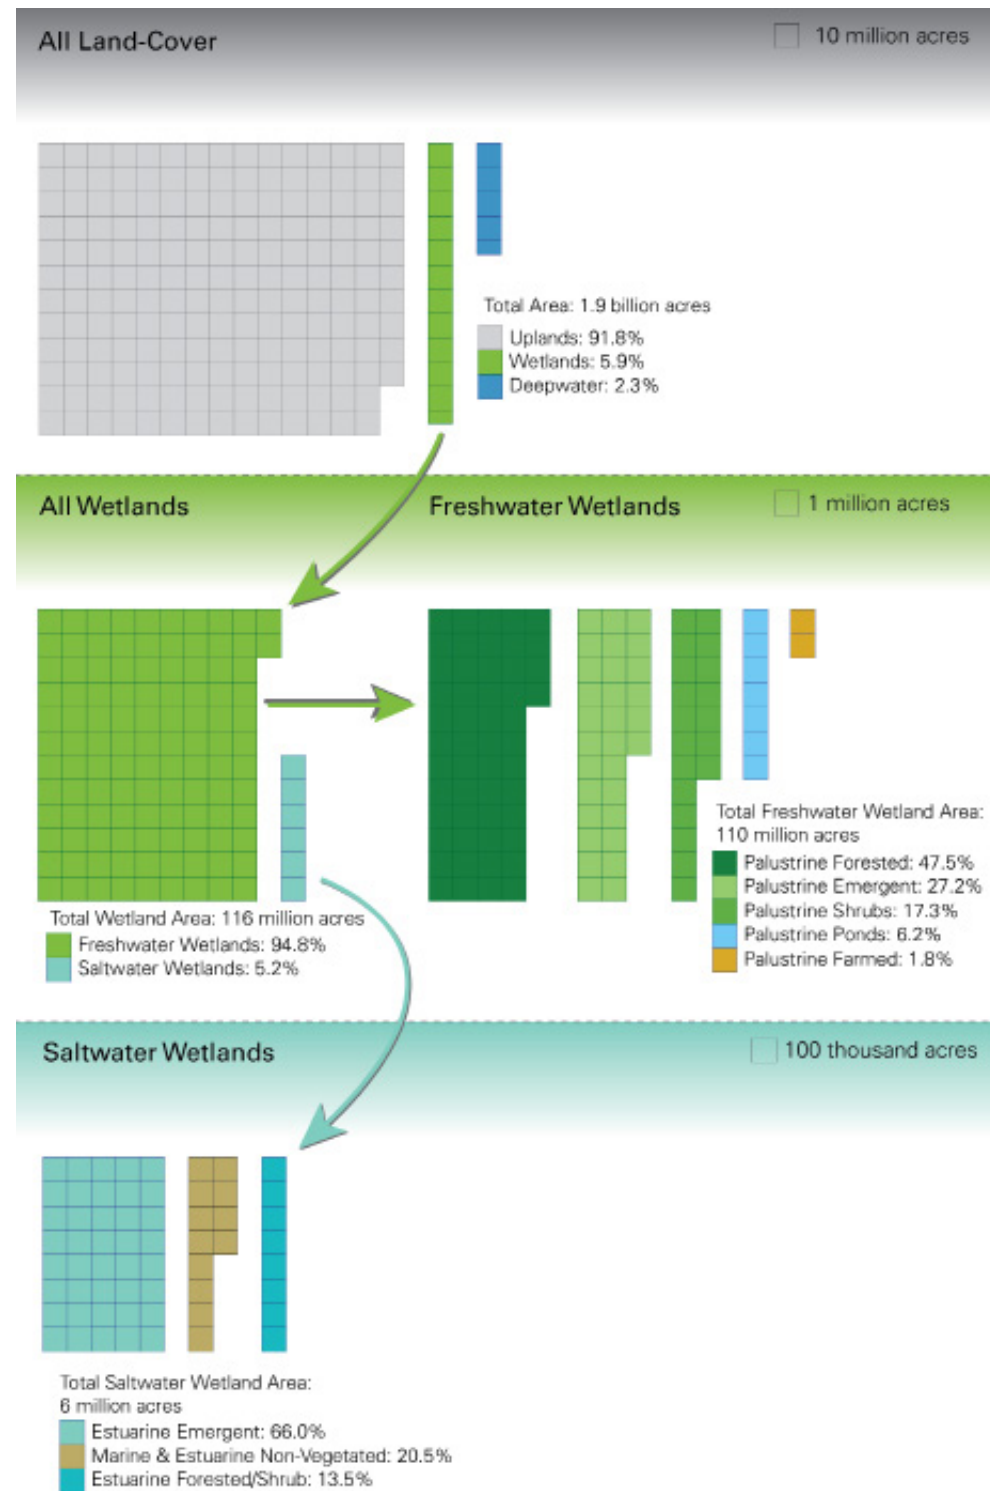 All Land-Cover
10 million acres
Total Area: 1.9 billion acres
Uplands: 91.8%
Wetlands: 5.9%
Deepwater: 2.3%
All Wetlands
Freshwater Wetlands
1 million acres
Total Wetland Area: 116 million acres
Freshwater Wetlands: 94.8%
Saltwater Wetlands: 5.2%
Total Freshwater Wetland Area:
110 million acres
Palustrine Forested: 47.5%
Palustrine Emergent: 27.2%
Palustrine Shrubs: 17.3%
Palustrine Ponds: 6.2%
Palustrine Farmed: 1.8%
Saltwater Wetlands
100 thousand acres
Total Saltwater Wetland Area:
6 million acres
Estuarine Emergent: 66.0%
Marine & Estuarine Non-Vegetated: 20.5%
Estuarine Forested/Shrub: 13.5%